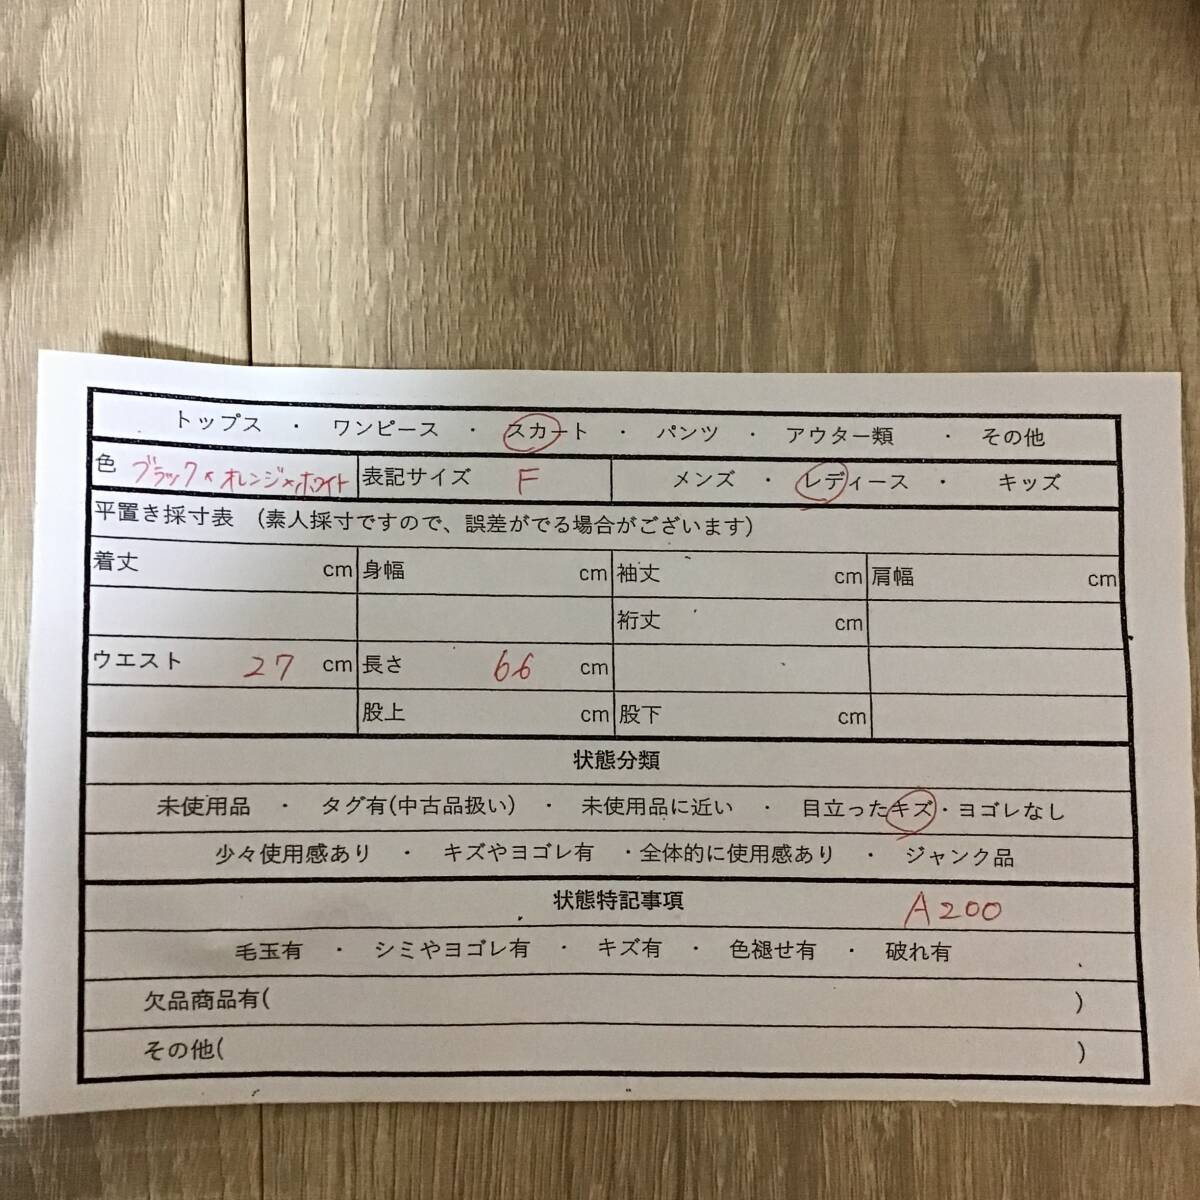 トップス ・ ワンピース ・ スカート ・ パンツ ・ アウター類 ・ その他
色 ブラック×オレンジ×ホワイト 表記サイズ F メンズ ・ レディース ・ キッズ
平置き採寸表 (素人採寸ですので、誤差がでる場合がございます)
着丈 cm 身幅 cm 袖丈 cm 肩幅 cm
裄丈 cm
ウエスト 27 cm 長さ 66 cm
股上 cm 股下 cm
状態分類
未使用品 ・ タグ有(中古品扱い) ・ 未使用品に近い ・ 目立ったキズ・ヨゴレなし
少々使用感あり ・ キズやヨゴレ有 ・全体的に使用感あり ・ ジャンク品
状態特記事項 A200
毛玉有 ・ シミやヨゴレ有 ・ キズ有 ・ 色褪せ有 ・ 破れ有
欠品商品有( )
その他( )